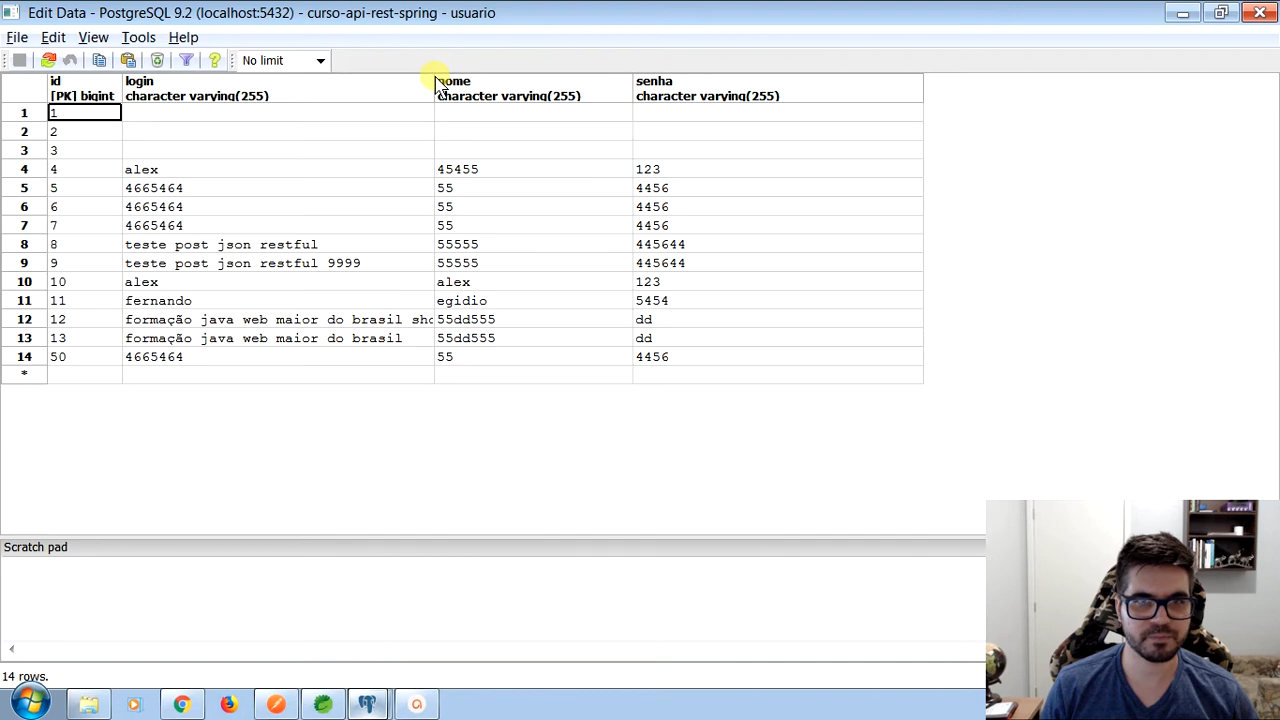 Edit Data - PostgreSQL 9.2 (localhost:5432) - curso-api-rest-spring - usuario
File Edit View Tools Help
No limit
id login nome senha
[PK] bigint character varying(255) character varying(255) character varying(255)
1 1
2 2
3 3
4 4 alex 45455 123
5 5 4665464 55 4456
6 6 4665464 55 4456
7 7 4665464 55 4456
8 8 teste post json restful 55555 445644
9 9 teste post json restful 9999 55555 445644
10 10 alex alex 123
11 11 fernando egidio 5454
12 12 formação java web maior do brasil sho 55dd555 dd
13 13 formação java web maior do brasil 55dd555 dd
14 50 4665464 55 4456
*
Scratch pad
14 rows.